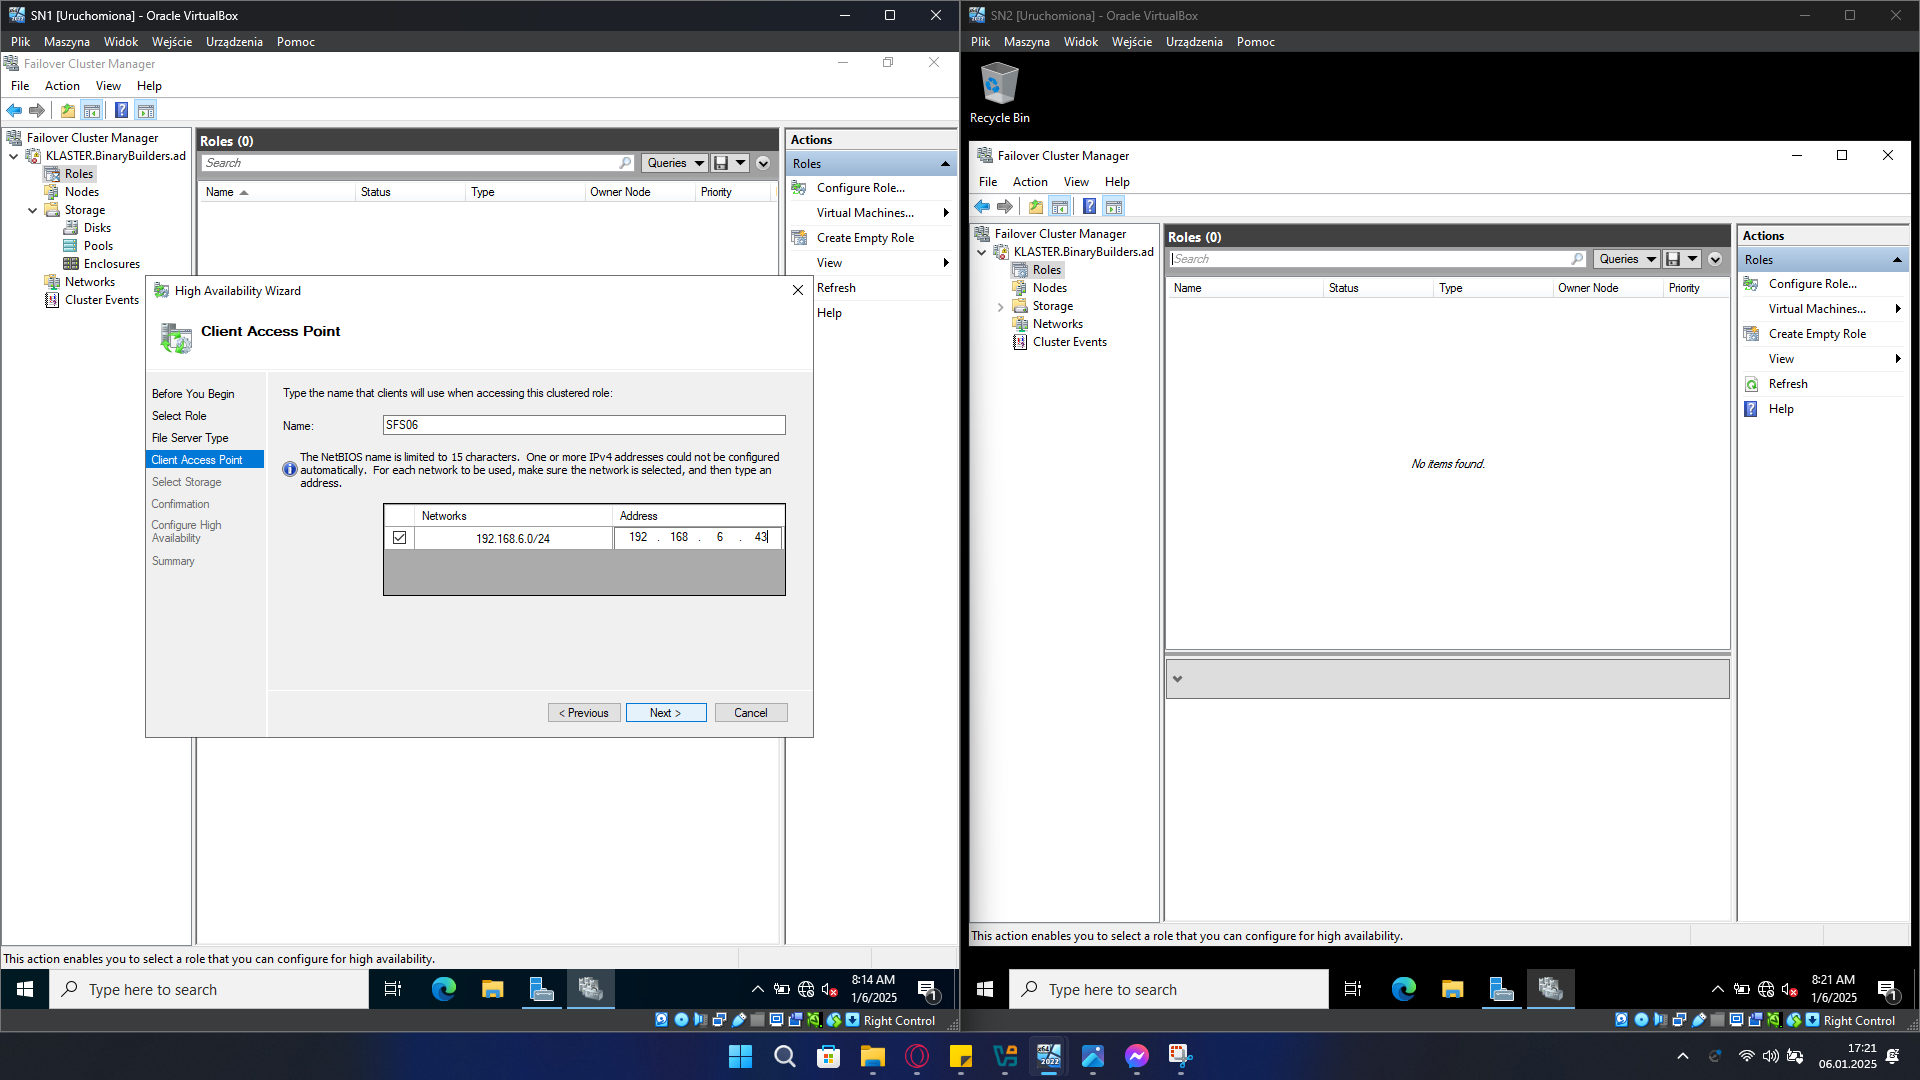 SN1 [Uruchomiona] - Oracle VirtualBox
Plik Maszyna Widok Wejście Urządzenia Pomoc
Failover Cluster Manager
File Action View Help
Failover Cluster Manager
KLASTER.BinaryBuilders.ad
Roles
Nodes
Storage
Disks
Pools
Enclosures
Networks
Cluster Events
Roles (0)
Search
Queries
Name Status Type Owner Node Priority
Actions
Roles
Configure Role...
Virtual Machines...
Create Empty Role
View
Refresh
Help
High Availability Wizard
Client Access Point
Before You Begin
Select Role
File Server Type
Client Access Point
Select Storage
Confirmation
Configure High
Availability
Summary
Type the name that clients will use when accessing this clustered role:
Name:
SFS06
The NetBIOS name is limited to 15 characters. One or more IPv4 addresses could not be configured
automatically. For each network to be used, make sure the network is selected, and then type an
address.
Networks Address
192.168.6.0/24 192 . 168 . 6 . 43
< Previous Next > Cancel
This action enables you to select a role that you can configure for high availability.
Type here to search
8:14 AM
1/6/2025
1
Right Control
SN2 [Uruchomiona] - Oracle VirtualBox
Plik Maszyna Widok Wejście Urządzenia Pomoc
Recycle Bin
Failover Cluster Manager
File Action View Help
Failover Cluster Manager
KLASTER.BinaryBuilders.ad
Roles
Nodes
Storage
Networks
Cluster Events
Roles (0)
Search
Queries
Name Status Type Owner Node Priority
No items found.
Actions
Roles
Configure Role...
Virtual Machines...
Create Empty Role
View
Refresh
Help
This action enables you to select a role that you can configure for high availability.
Type here to search
8:21 AM
1/6/2025
1
Right Control
17:21
06.01.2025